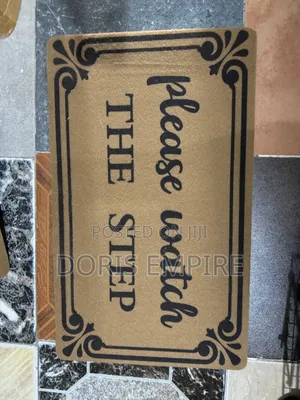 please watch
THE STEP
POSTED ON JIJI
DORIS EMPIRE